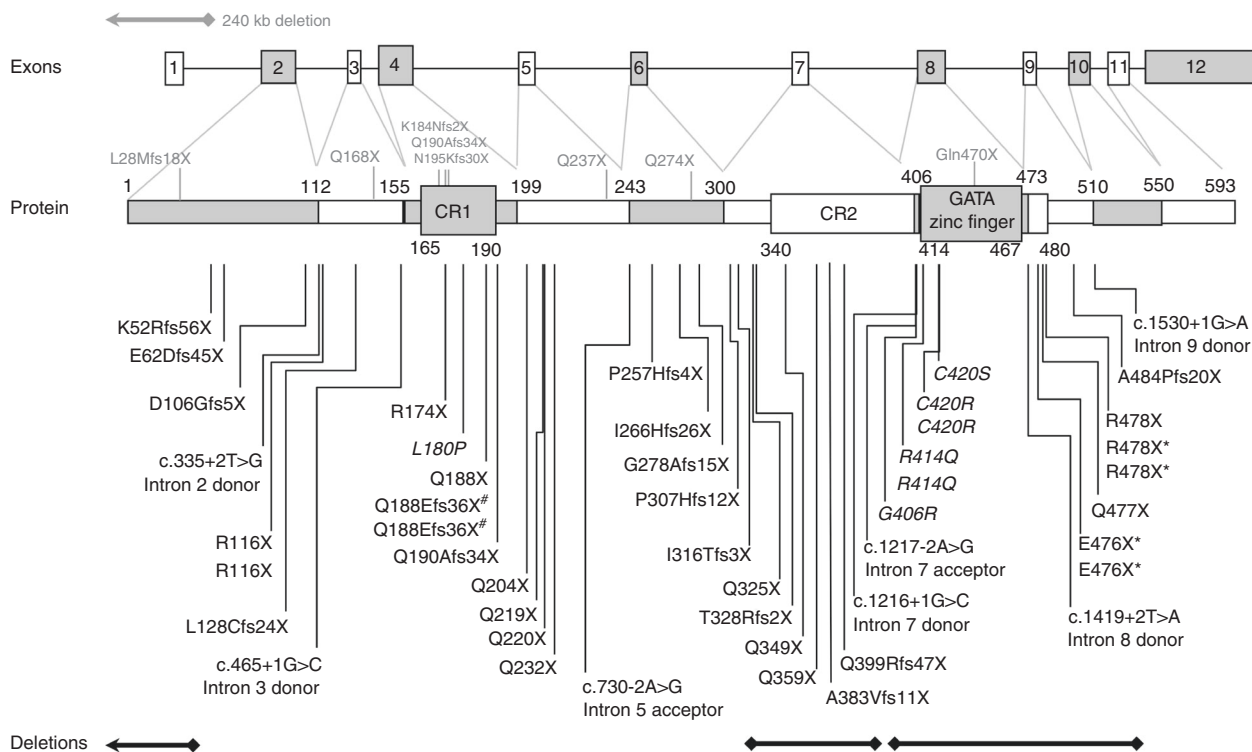 240 kb deletion
Exons
1 2 3 4 5 6 7 8 9 10 11 12
K184Nfs2X
Q190Afs34X
N195Kfs30X
L28Mfs18X Q168X Q237X Q274X Gln470X
1 112 155 199 243 300 406 473 510 550 593
Protein
CR1 CR2 GATA
zinc finger
165 190 340 414 467 480
K52Rfs56X
E62Dfs45X
D106Gfs5X
c.335+2T>G
Intron 2 donor
R116X
R116X
L128Cfs24X
c.465+1G>C
Intron 3 donor
R174X
L180P
Q188X
Q188Efs36X#
Q188Efs36X#
Q190Afs34X
Q204X
Q219X
Q220X
Q232X
c.730-2A>G
Intron 5 acceptor
P257Hfs4X
I266Hfs26X
G278Afs15X
P307Hfs12X
I316Tfs3X
Q325X
T328Rfs2X
Q349X
Q359X
A383Vfs11X
Q399Rfs47X
c.1216+1G>C
Intron 7 donor
c.1217-2A>G
Intron 7 acceptor
G406R
R414Q
R414Q
C420R
C420R
C420S
c.1419+2T>A
Intron 8 donor
E476X*
E476X*
Q477X
R478X*
R478X*
R478X
A484Pfs20X
c.1530+1G>A
Intron 9 donor
Deletions